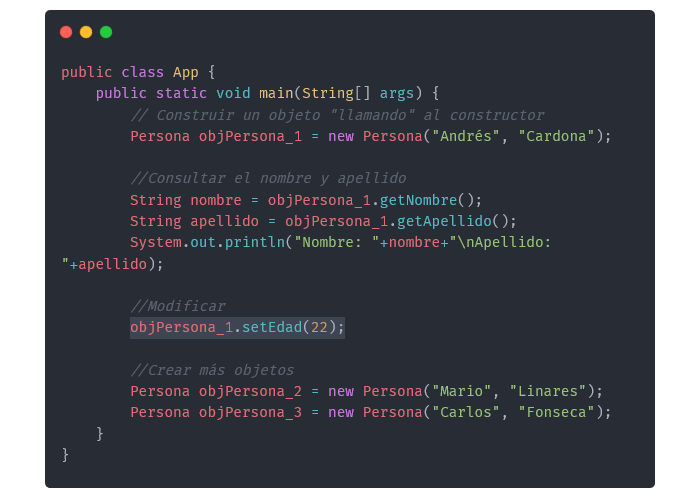 public class App {
    public static void main(String[] args) {
        // Construir un objeto "llamando" al constructor
        Persona objPersona_1 = new Persona("Andrés", "Cardona");
        //Consultar el nombre y apellido
        String nombre = objPersona_1.getNombre();
        String apellido = objPersona_1.getApellido();
        System.out.println("Nombre: "+nombre+"\nApellido:
"+apellido);
        //Modificar
        objPersona_1.setEdad(22);
        //Crear más objetos
        Persona objPersona_2 = new Persona("Mario", "Linares");
        Persona objPersona_3 = new Persona("Carlos", "Fonseca");
    }
}